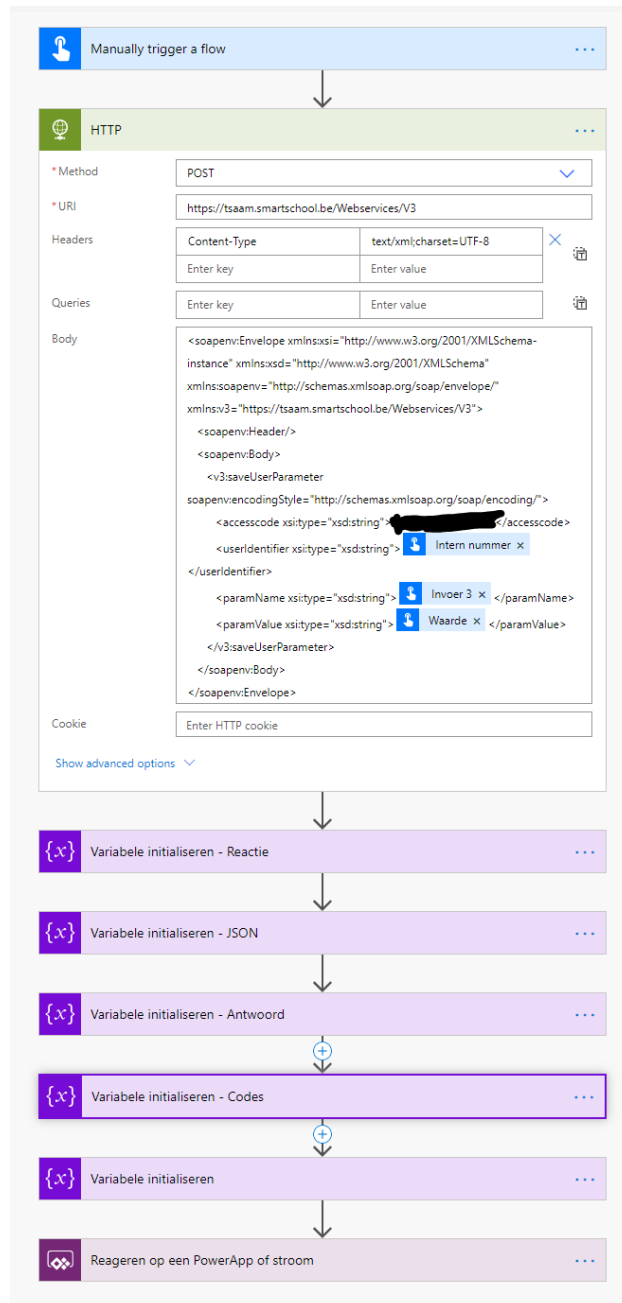 Manually trigger a flow
HTTP
* Method
POST
* URI
https://tsaam.smartschool.be/Webservices/V3
Headers
Content-Type
text/xml;charset=UTF-8
Enter key
Enter value
Queries
Enter key
Enter value
Body
<soapenv:Envelope xmlns:xsi="http://www.w3.org/2001/XMLSchema-
instance" xmlns:xsd="http://www.w3.org/2001/XMLSchema"
xmlns:soapenv="http://schemas.xmlsoap.org/soap/envelope/"
xmlns:v3="https://tsaam.smartschool.be/Webservices/V3">
<soapenv:Header/>
<soapenv:Body>
<v3:saveUserParameter
soapenv:encodingStyle="http://schemas.xmlsoap.org/soap/encoding/">
<accesscode xsi:type="xsd:string"> </accesscode>
<userIdentifier xsi:type="xsd:string"> Intern nummer ×
</userIdentifier>
<paramName xsi:type="xsd:string"> Invoer 3 × </paramName>
<paramValue xsi:type="xsd:string"> Waarde × </paramValue>
</v3:saveUserParameter>
</soapenv:Body>
</soapenv:Envelope>
Cookie
Enter HTTP cookie
Show advanced options
{x} Variabele initialiseren - Reactie
{x} Variabele initialiseren - JSON
{x} Variabele initialiseren - Antwoord
{x} Variabele initialiseren - Codes
{x} Variabele initialiseren
Reageren op een PowerApp of stroom